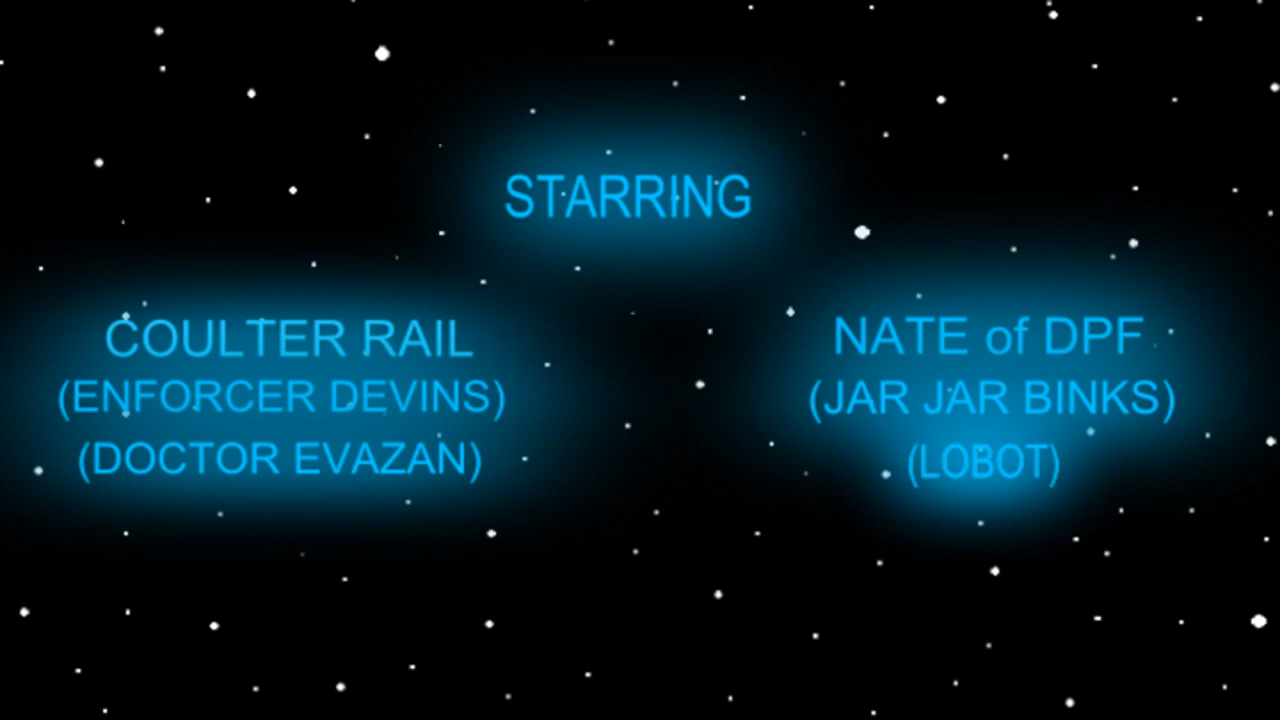 STARRING
COULTER RAIL
(ENFORCER DEVINS)
(DOCTOR EVAZAN)
NATE of DPF
(JAR JAR BINKS)
(LOBOT)